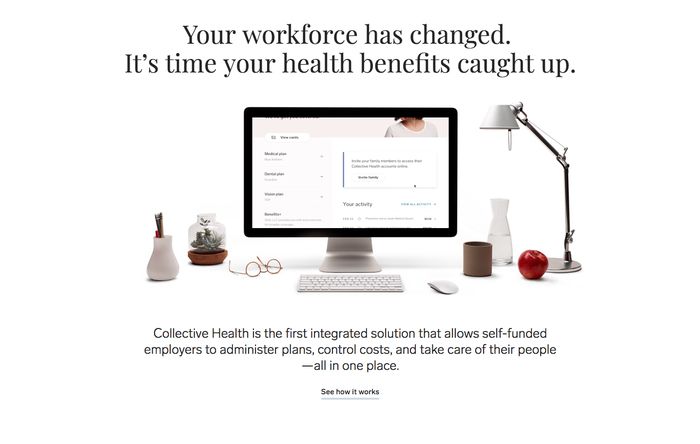 Your workforce has changed.
It’s time your health benefits caught up.
View cards
Medical plan
Dental plan
Vision plan
Benefits+
Invite your family members to access their
Collective Health accounts online.
Invite family
Your activity
VIEW ALL ACTIVITY
Collective Health is the first integrated solution that allows self-funded
employers to administer plans, control costs, and take care of their people
—all in one place.
See how it works